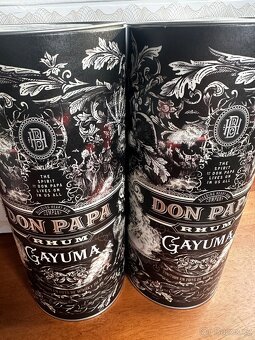 THE
SPIRIT
OF
DON PAPA
LIVES ON
IN US ALL
DON PAPA
RHUM
GAYUMA
THE
SPIRIT
OF
DON PAPA
LIVES ON
IN US ALL
DON PAPA
RHUM
GAYUMA